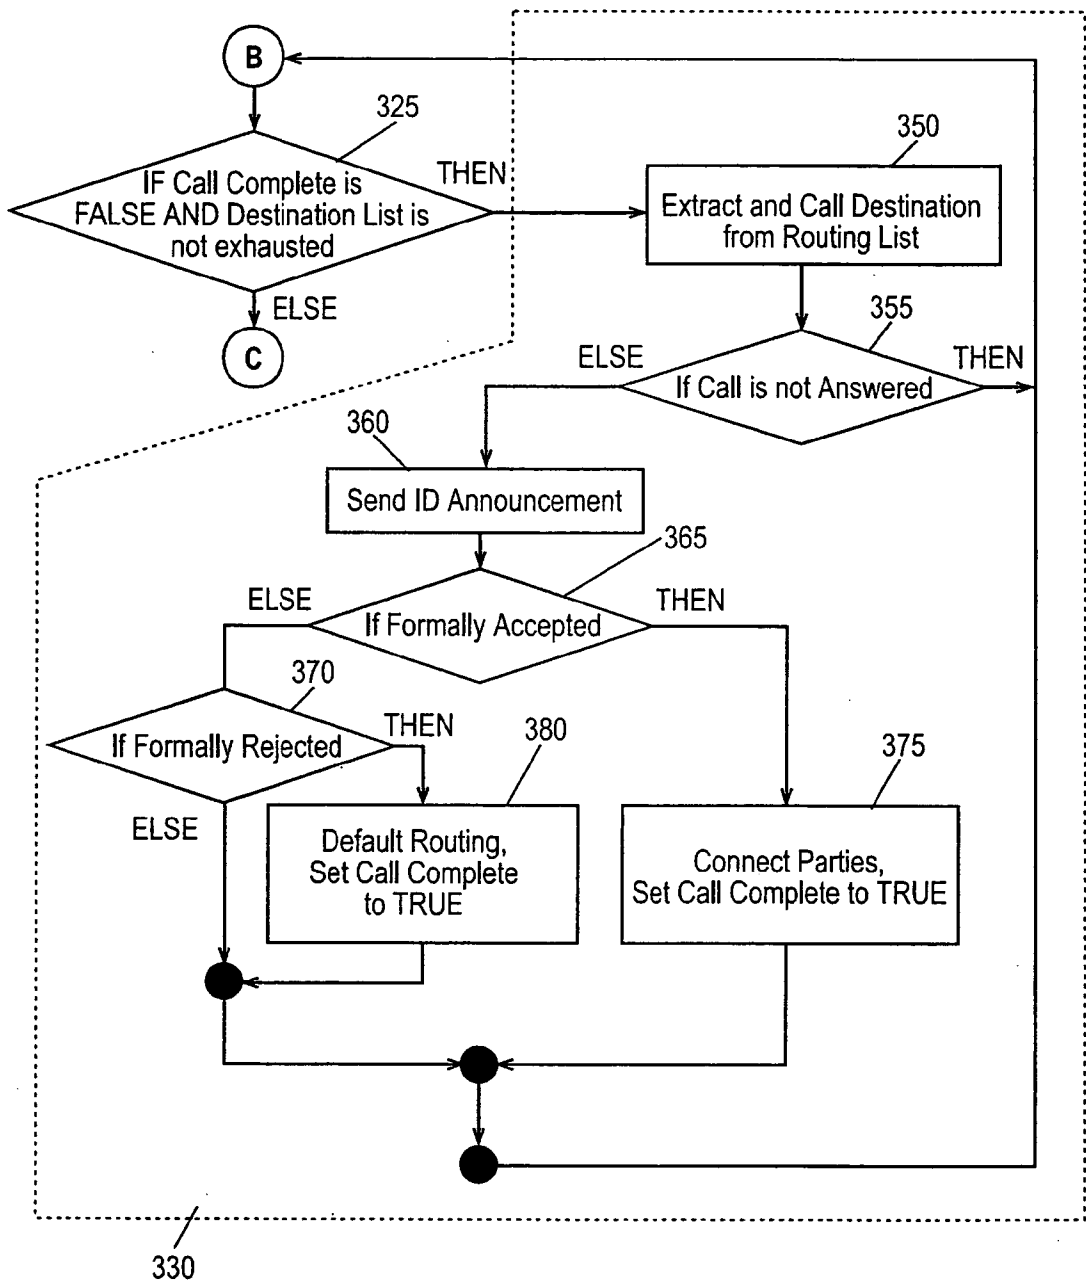 B
325
IF Call Complete is
FALSE AND Destination List is
not exhausted
THEN
ELSE
C
350
Extract and Call Destination
from Routing List
355
ELSE
If Call is not Answered
THEN
360
Send ID Announcement
365
ELSE
If Formally Accepted
THEN
370
If Formally Rejected
THEN
ELSE
380
Default Routing,
Set Call Complete
to TRUE
375
Connect Parties,
Set Call Complete to TRUE
330